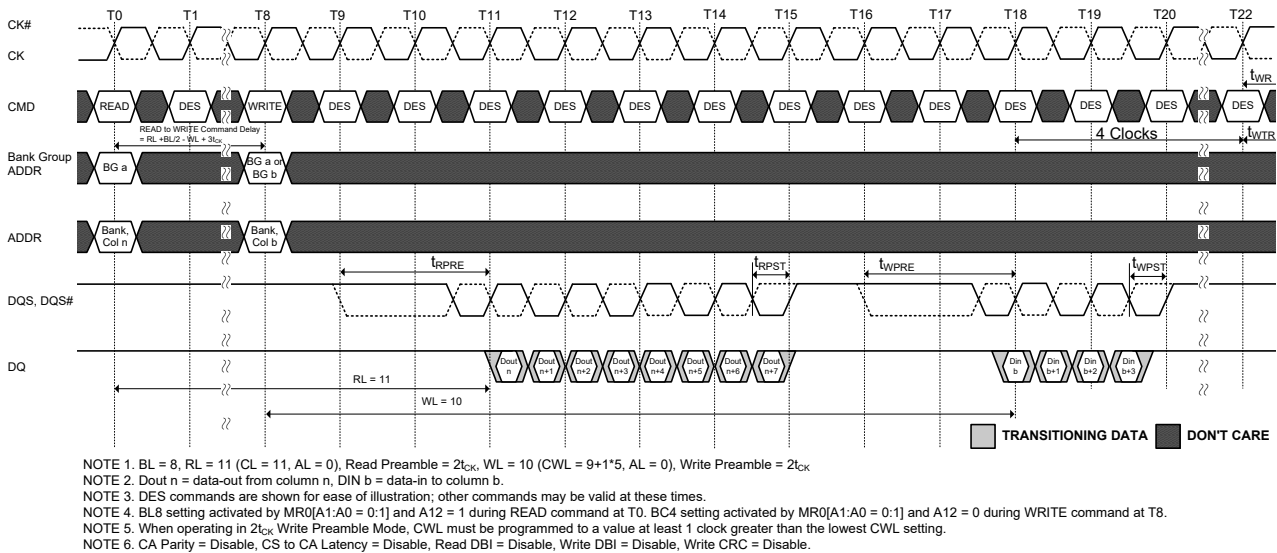 T0 T1 T8 T9 T10 T11 T12 T13 T14 T15 T16 T17 T18 T19 T20 T22
CK#
CK
tWR
CMD READ DES WRITE DES DES DES DES DES DES DES DES DES DES DES DES DES
READ to WRITE Command Delay
= RL +BL/2 - WL + 3tCK
4 Clocks
tWTR
Bank Group
ADDR
BG a
BG a or
BG b
ADDR
Bank,
Col n
Bank,
Col b
tRPRE tRPST tWPRE tWPST
DQS, DQS#
DQ
Dout
n
Dout
n+1
Dout
n+2
Dout
n+3
Dout
n+4
Dout
n+5
Dout
n+6
Dout
n+7
Din
b
Din
b+1
Din
b+2
Din
b+3
RL = 11
WL = 10
TRANSITIONING DATA DON'T CARE
NOTE 1. BL = 8, RL = 11 (CL = 11, AL = 0), Read Preamble = 2tCK, WL = 10 (CWL = 9+1*5, AL = 0), Write Preamble = 2tCK
NOTE 2. Dout n = data-out from column n, DIN b = data-in to column b.
NOTE 3. DES commands are shown for ease of illustration; other commands may be valid at these times.
NOTE 4. BL8 setting activated by MR0[A1:A0 = 0:1] and A12 = 1 during READ command at T0. BC4 setting activated by MR0[A1:A0 = 0:1] and A12 = 0 during WRITE command at T8.
NOTE 5. When operating in 2tCK Write Preamble Mode, CWL must be programmed to a value at least 1 clock greater than the lowest CWL setting.
NOTE 6. CA Parity = Disable, CS to CA Latency = Disable, Read DBI = Disable, Write DBI = Disable, Write CRC = Disable.